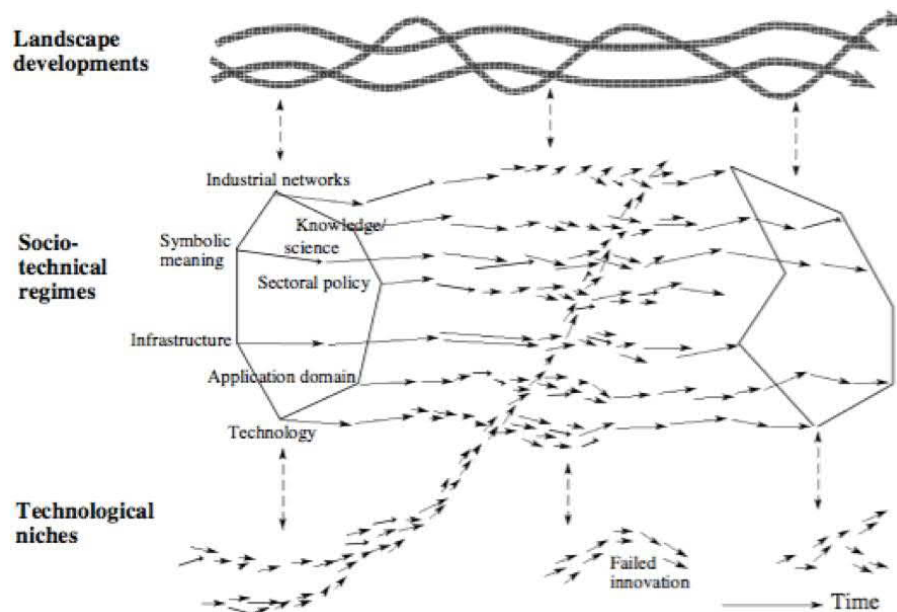 Landscape
developments
Industrial networks
Knowledge/
science
Socio-
technical
regimes
Symbolic
meaning
Sectoral policy
Infrastructure
Application domain
Technology
Technological
niches
Failed
innovation
Time